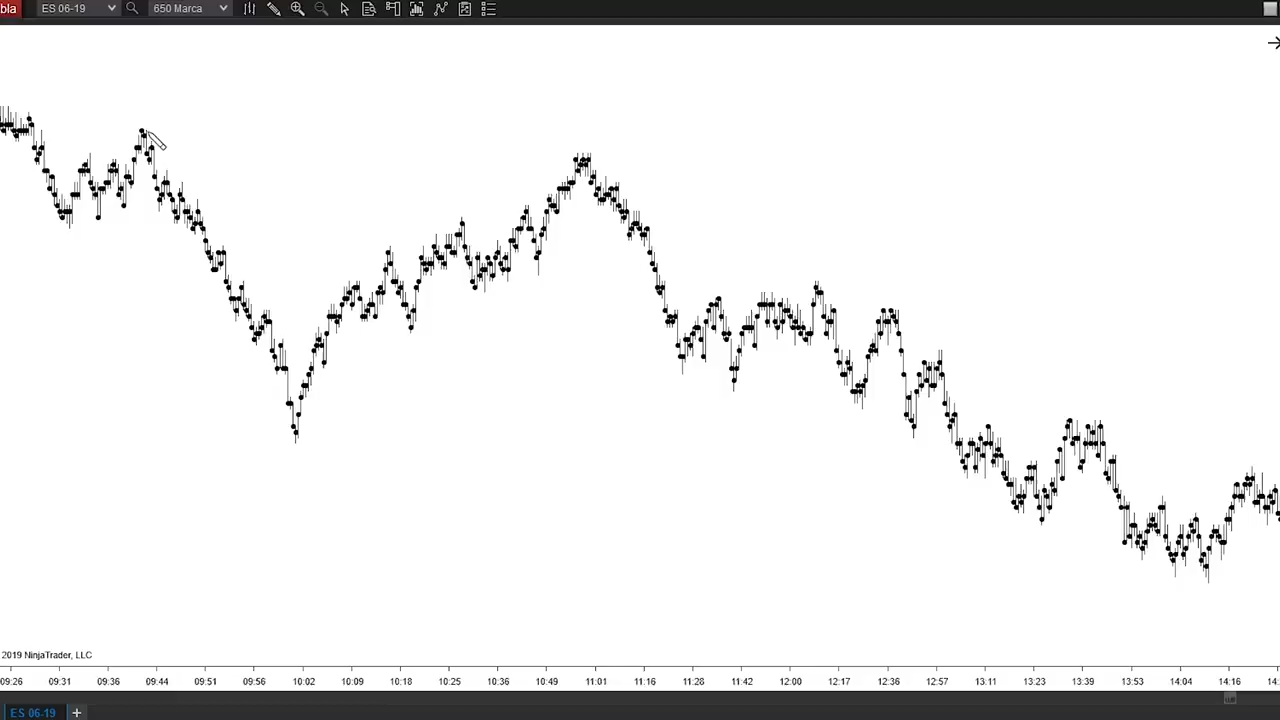 bla ES 06-19 650 Marca
2019 NinjaTrader, LLC
09:26 09:31 09:36 09:44 09:51 09:56 10:02 10:09 10:18 10:25 10:36 10:49 11:01 11:16 11:28 11:42 12:00 12:17 12:36 12:57 13:11 13:23 13:39 13:53 14:04 14:16 14:
ES 06-19 +